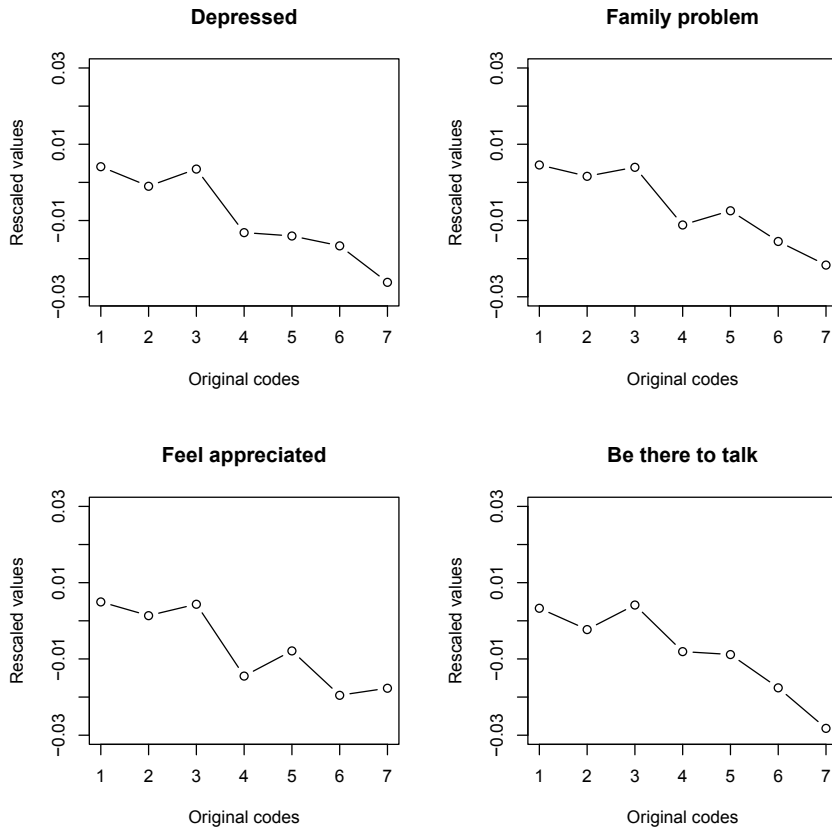 Depressed
Rescaled values
0.03
0.01
−0.01
−0.03
1 2 3 4 5 6 7
Original codes
Family problem
Rescaled values
0.03
0.01
−0.01
−0.03
1 2 3 4 5 6 7
Original codes
Feel appreciated
Rescaled values
0.03
0.01
−0.01
−0.03
1 2 3 4 5 6 7
Original codes
Be there to talk
Rescaled values
0.03
0.01
−0.01
−0.03
1 2 3 4 5 6 7
Original codes